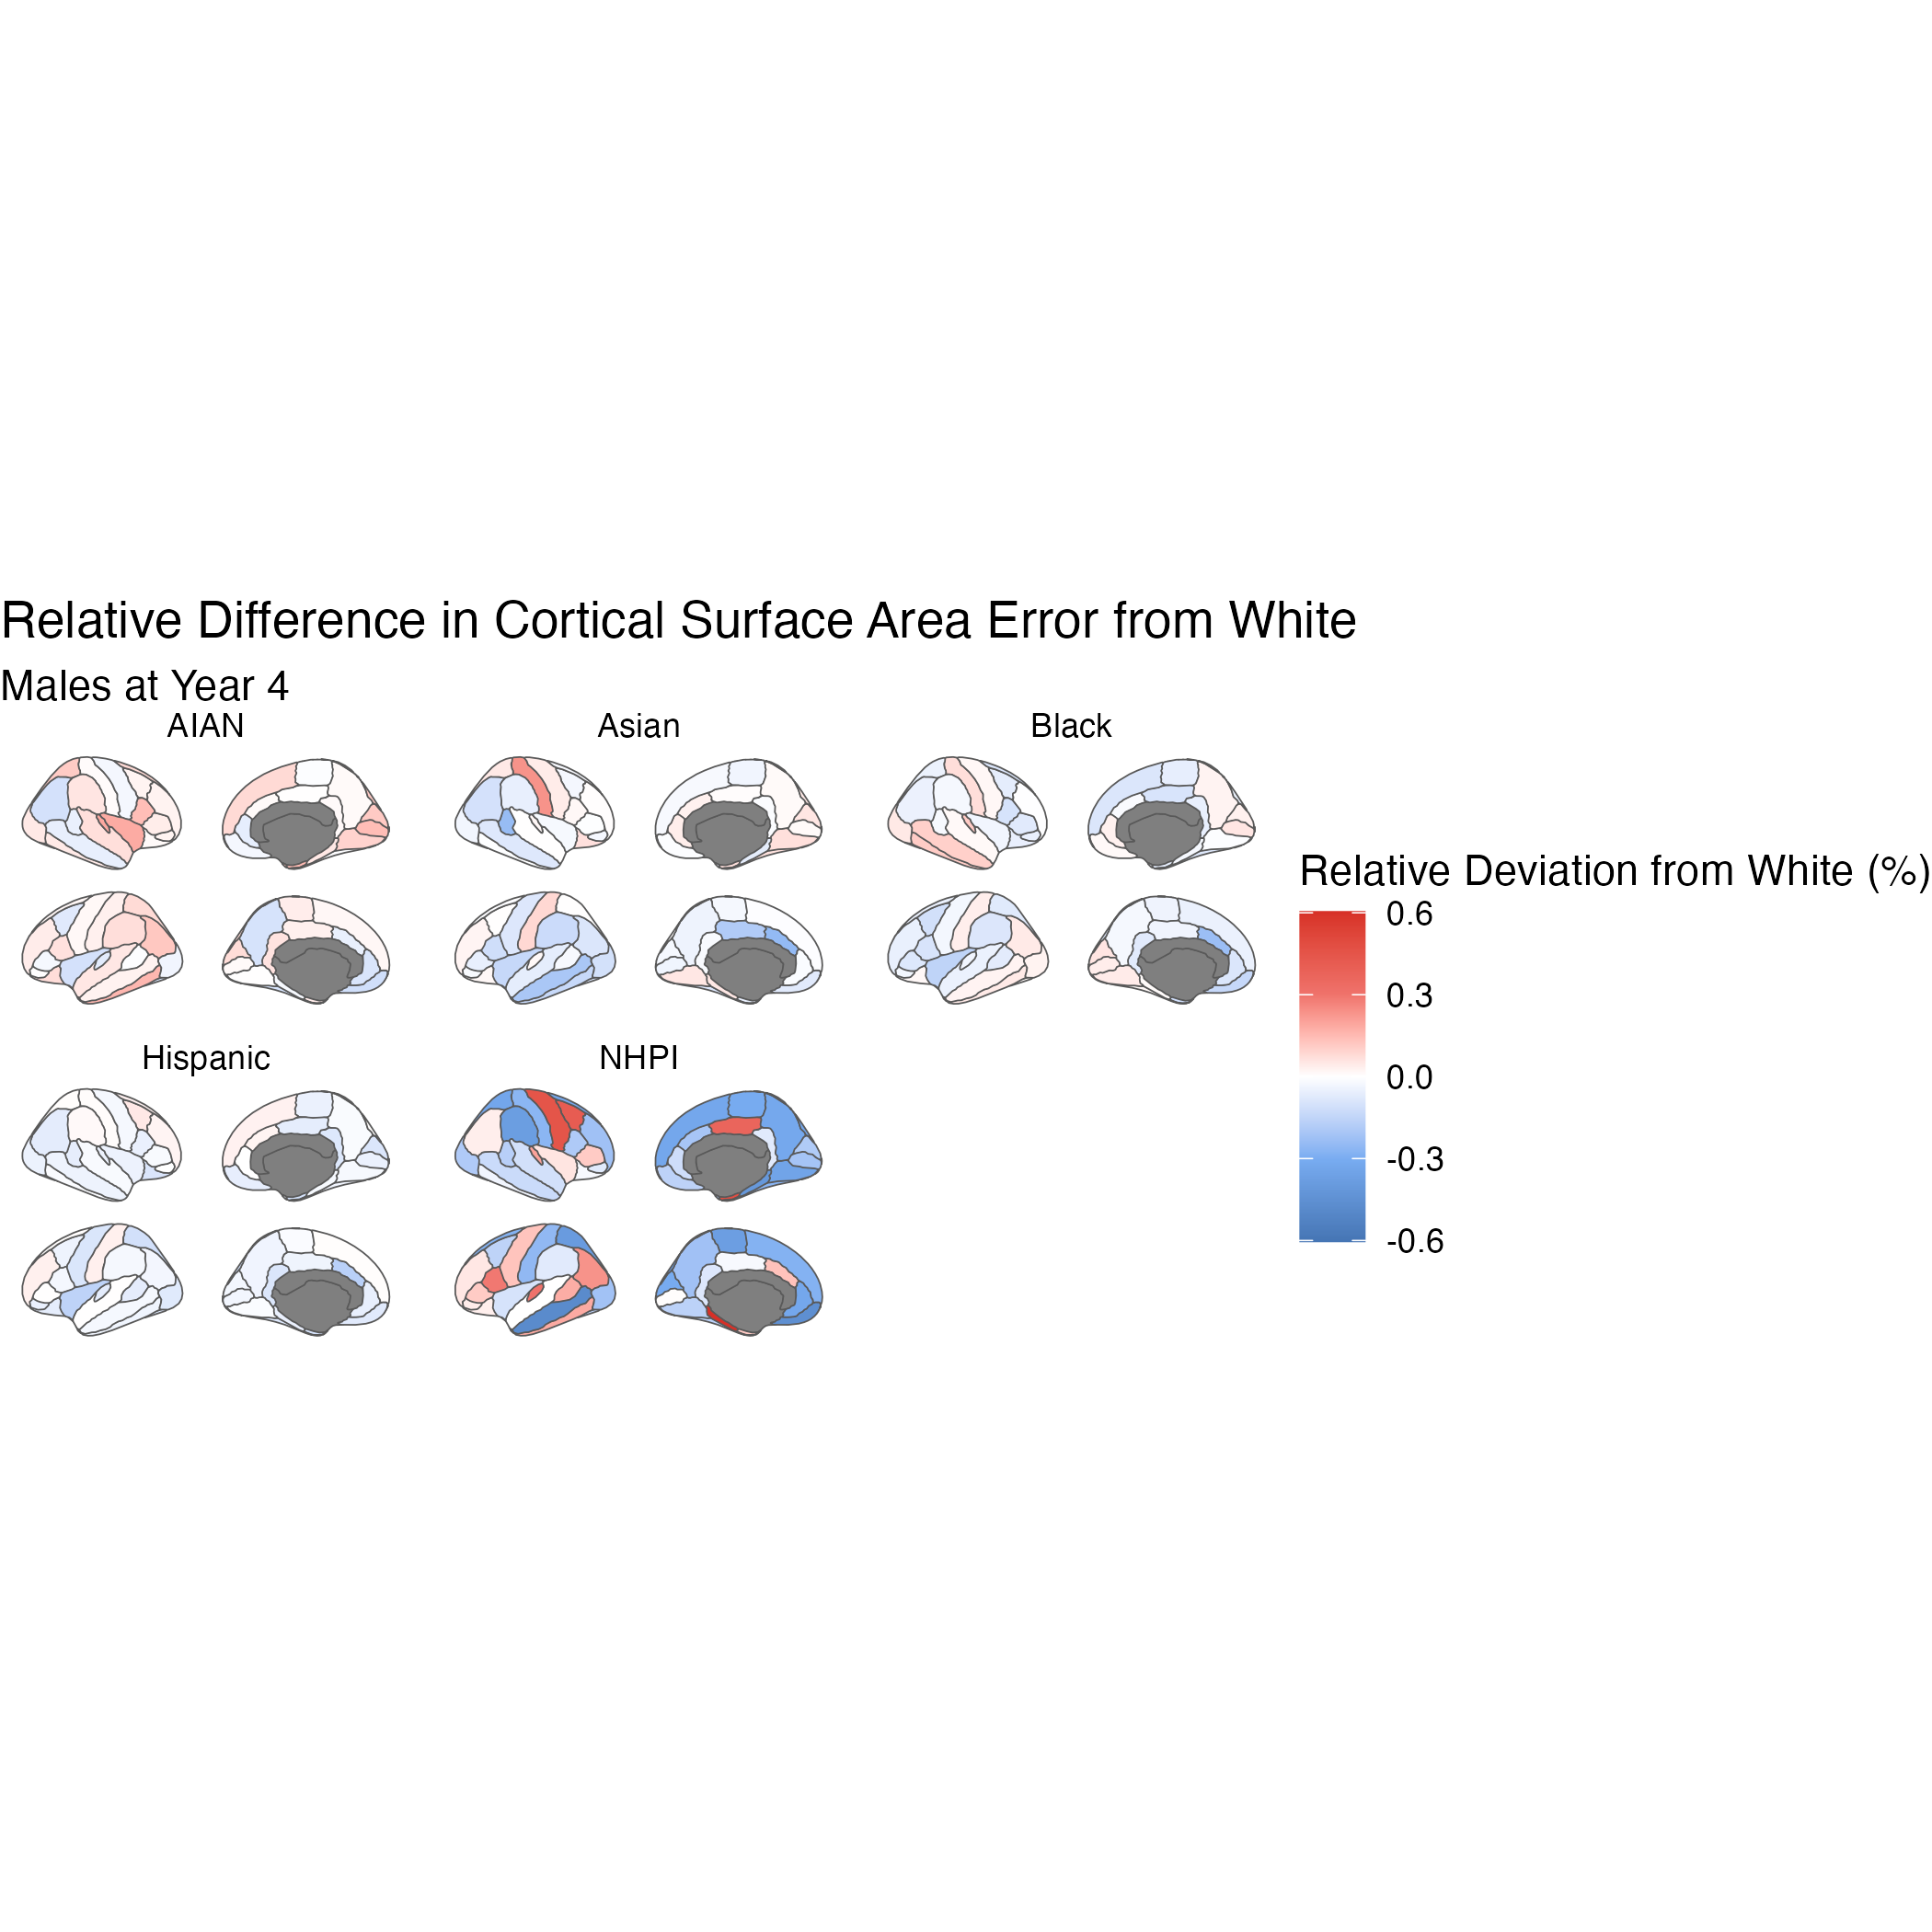 Relative Difference in Cortical Surface Area Error from White
Males at Year 4
AIAN
Asian
Black
Hispanic
NHPI
Relative Deviation from White (%)
0.6
0.3
0.0
-0.3
-0.6